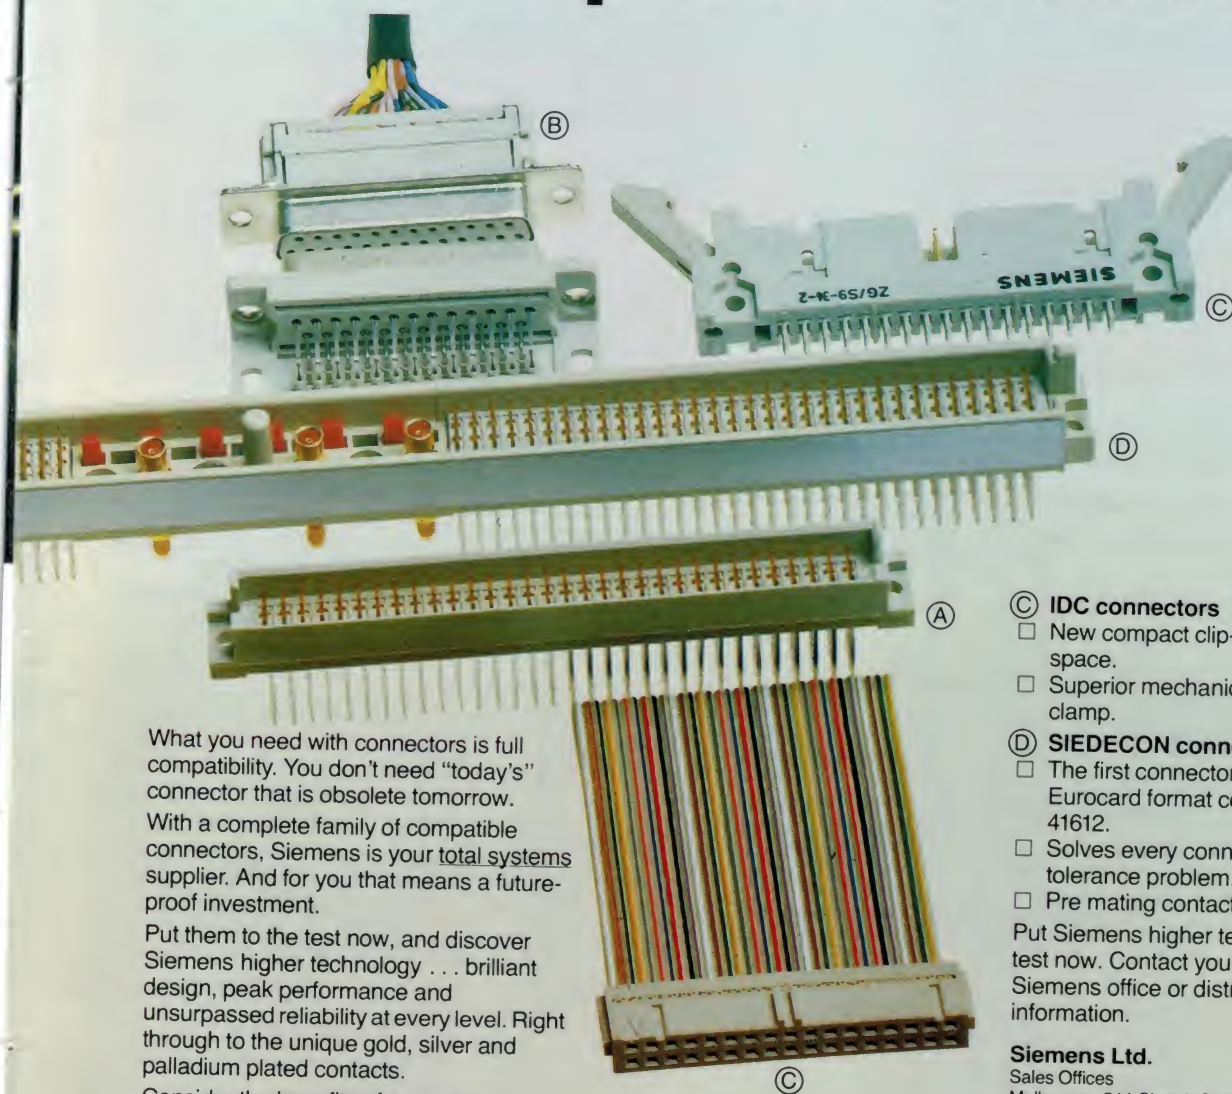 Ⓑ
SIEMENS
Z6/S9-34-2
Ⓒ
Ⓓ
Ⓐ
What you need with connectors is full
compatibility. You don't need "today's"
connector that is obsolete tomorrow.
With a complete family of compatible
connectors, Siemens is your total systems
supplier. And for you that means a future-
proof investment.
Put them to the test now, and discover
Siemens higher technology . . . brilliant
design, peak performance and
unsurpassed reliability at every level. Right
through to the unique gold, silver and
palladium plated contacts.
Ⓒ
Ⓒ IDC connectors
☐ New compact clip-
space.
☐ Superior mechanic
clamp.
Ⓓ SIEDECON conn
☐ The first connector
Eurocard format co
41612.
☐ Solves every conn
tolerance problem
☐ Pre mating contac
Put Siemens higher te
test now. Contact you
Siemens office or distr
information.
Siemens Ltd.
Sales Offices